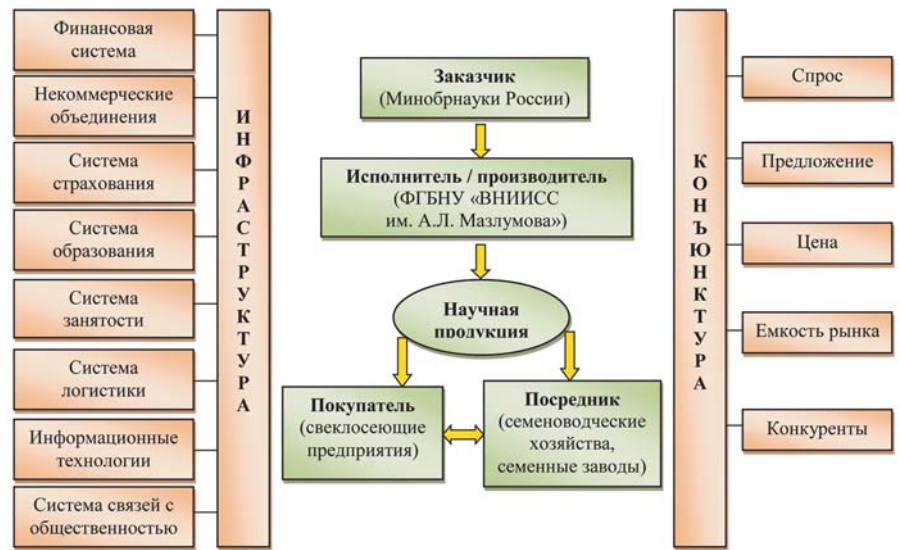 Финансовая
система
Некоммерческие
объединения
Система
страхования
Система
образования
Система
занятости
Система
логистики
Информационные
технологии
Система связей с
общественностью
ИНФРАСТРУКТУРА
Заказчик
(Минобрнауки России)
Исполнитель / производитель
(ФГБНУ «ВНИИСС
им. А.Л. Мазлумова»)
Научная
продукция
Покупатель
(свеклосеющие
предприятия)
Посредник
(семеноводческие
хозяйства,
семенные заводы)
КОНЪЮНКТУРА
Спрос
Предложение
Цена
Емкость рынка
Конкуренты